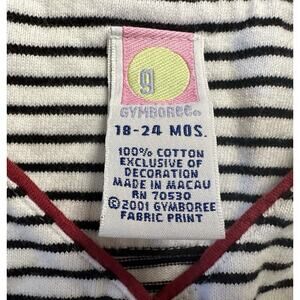 g
GYMBOREE®
18-24 MOS.
100% COTTON
EXCLUSIVE OF
DECORATION
MADE IN MACAU
RN 70530
©2001 GYMBOREE
FABRIC PRINT